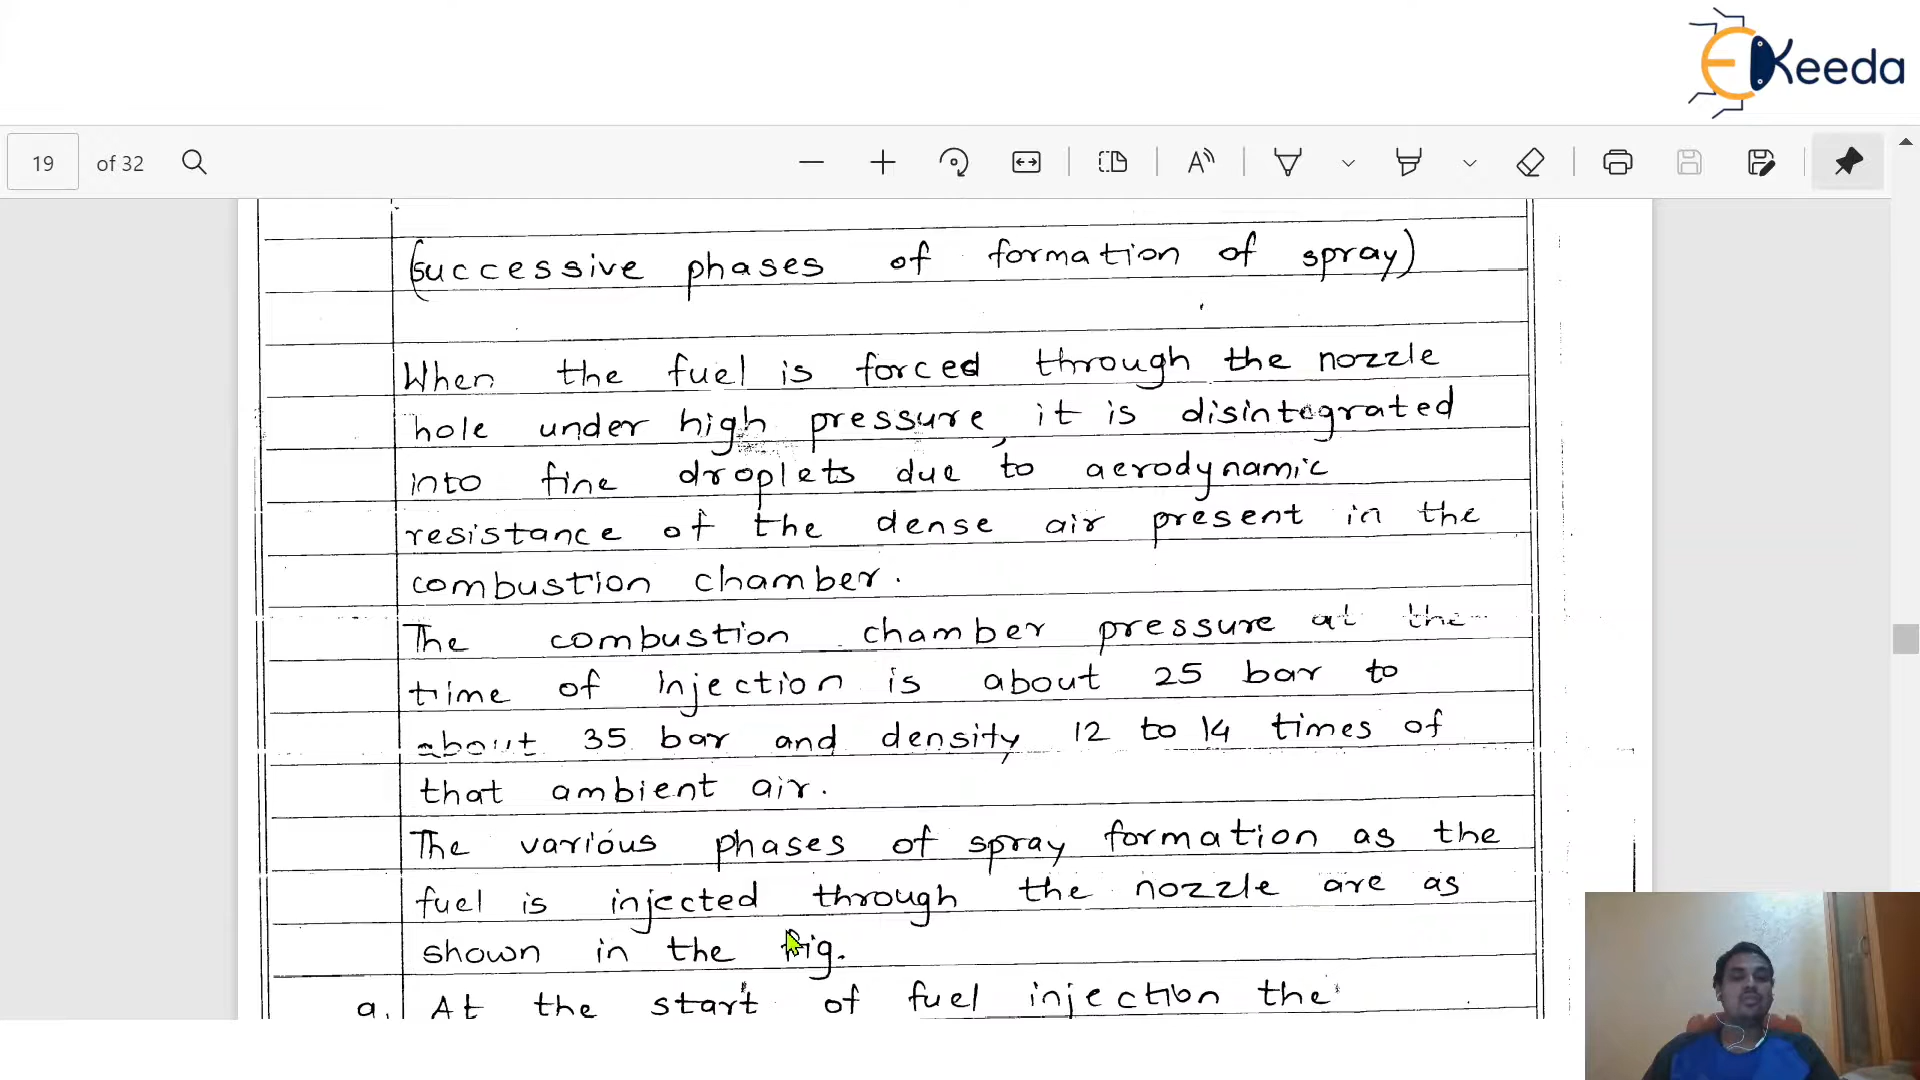 EKeeda
19 of 32
(successive phases of formation of spray)
When the fuel is forced through the nozzle
hole under high pressure, it is disintegrated
into fine droplets due to aerodynamic
resistance of the dense air present in the
combustion chamber.
The combustion chamber pressure at the
time of injection is about 25 bar to
about 35 bar and density 12 to 14 times of
that ambient air.
The various phases of spray formation as the
fuel is injected through the nozzle are as
shown in the fig.
a. At the start of fuel injection the